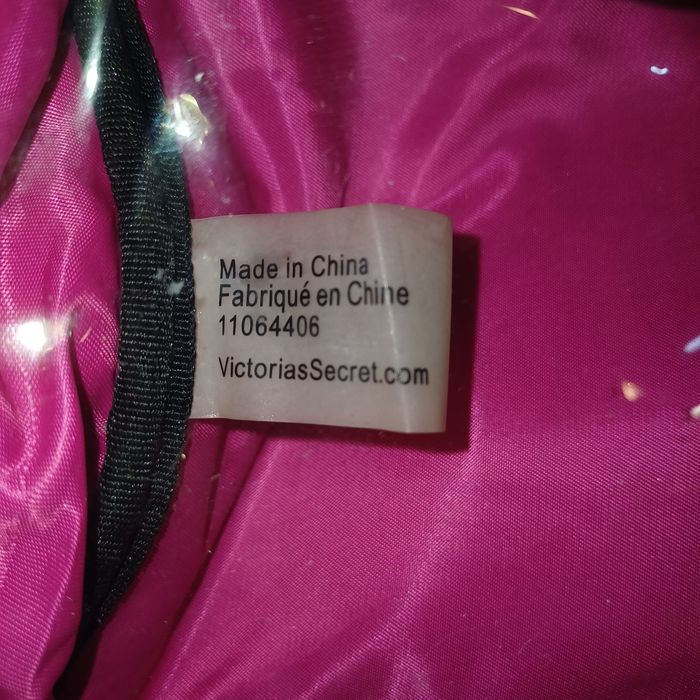 Made in China
Fabriqué en Chine
11064406
VictoriasSecret.com